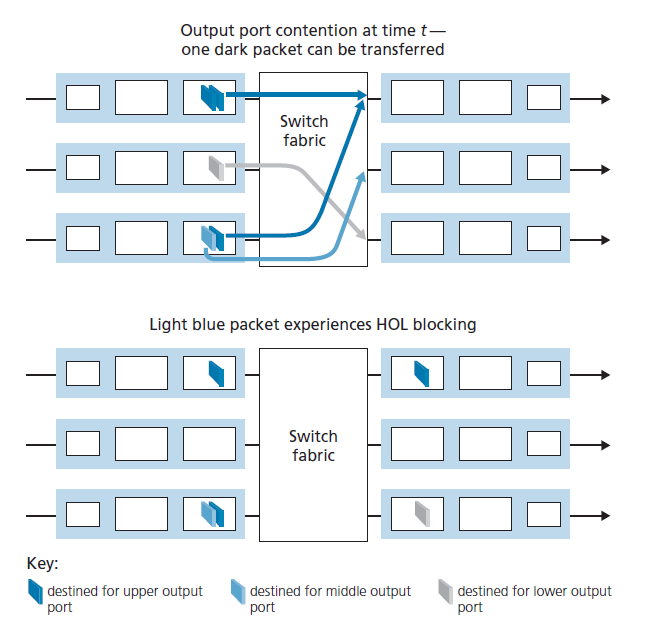 Output port contention at time t—
one dark packet can be transferred
Switch
fabric
Light blue packet experiences HOL blocking
Switch
fabric
Key:
destined for upper output
port
destined for middle output
port
destined for lower output
port